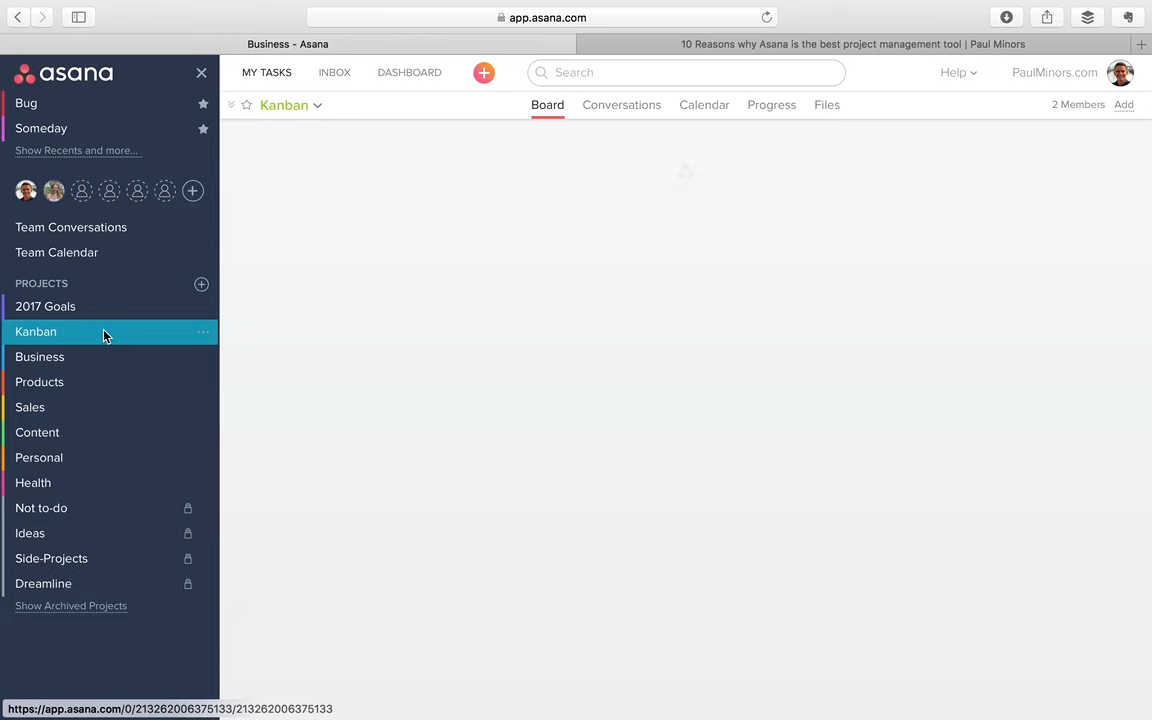 app.asana.com
Business - Asana
10 Reasons why Asana is the best project management tool | Paul Minors
asana
MY TASKS
INBOX
DASHBOARD
Search
Help
PaulMinors.com
Bug
Someday
Show Recents and more...
Kanban
Board
Conversations
Calendar
Progress
Files
2 Members
Add
Team Conversations
Team Calendar
PROJECTS
2017 Goals
Kanban
Business
Products
Sales
Content
Personal
Health
Not to-do
Ideas
Side-Projects
Dreamline
Show Archived Projects
https://app.asana.com/0/213262006375133/213262006375133